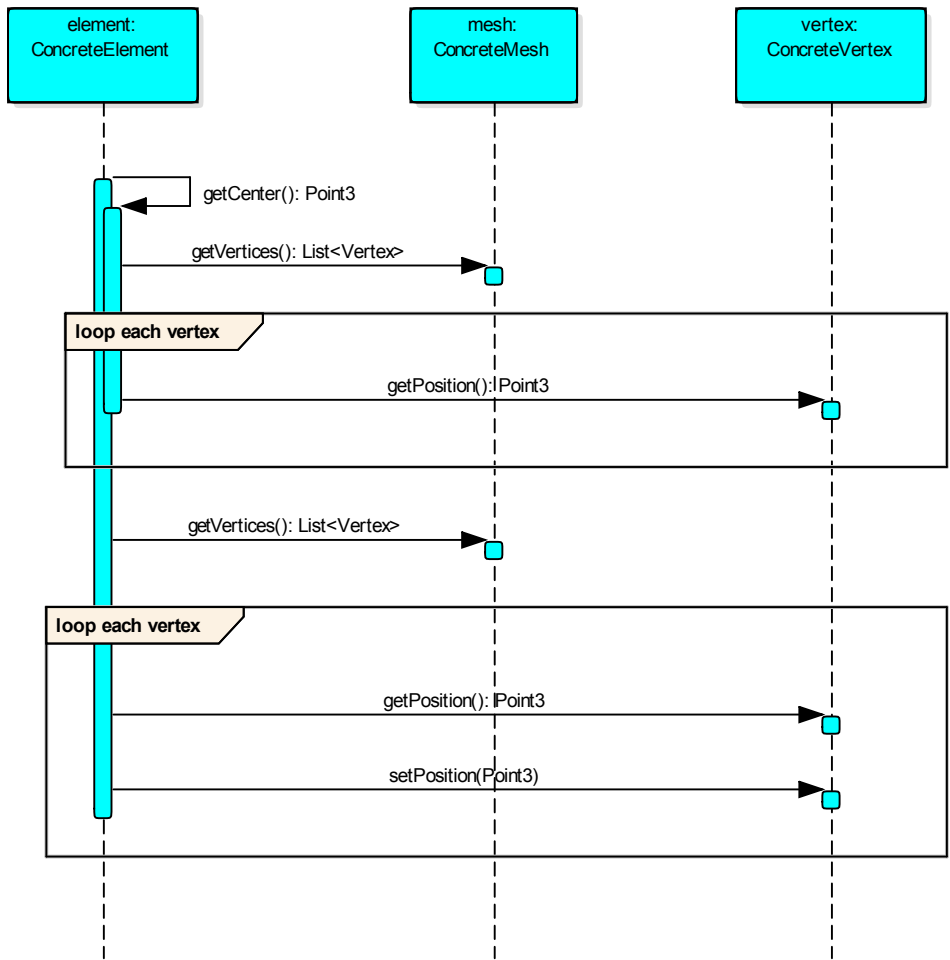 element:
ConcreteElement
mesh:
ConcreteMesh
vertex:
ConcreteVertex
getCenter(): Point3
getVertices(): List<Vertex>
loop each vertex
getPosition(): Point3
getVertices(): List<Vertex>
loop each vertex
getPosition(): Point3
setPosition(Point3)